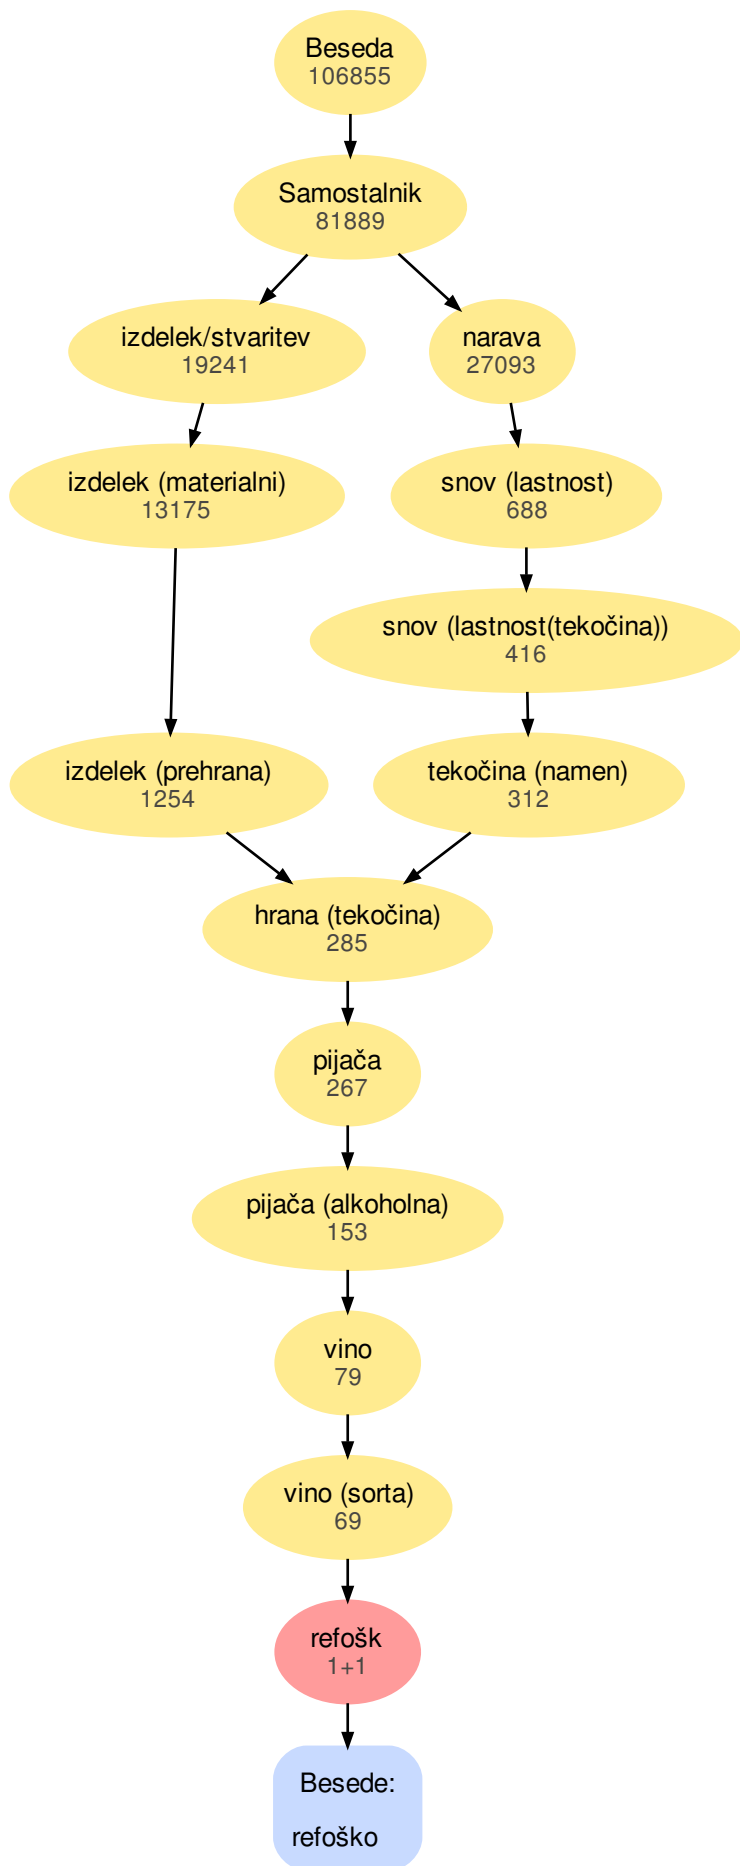 Beseda
106855
Samostalnik
81889
izdelek/stvaritev
19241
narava
27093
izdelek (materialni)
13175
snov (lastnost)
688
snov (lastnost(tekočina))
416
izdelek (prehrana)
1254
tekočina (namen)
312
hrana (tekočina)
285
pijača
267
pijača (alkoholna)
153
vino
79
vino (sorta)
69
refošk
1+1
Besede:
refoško